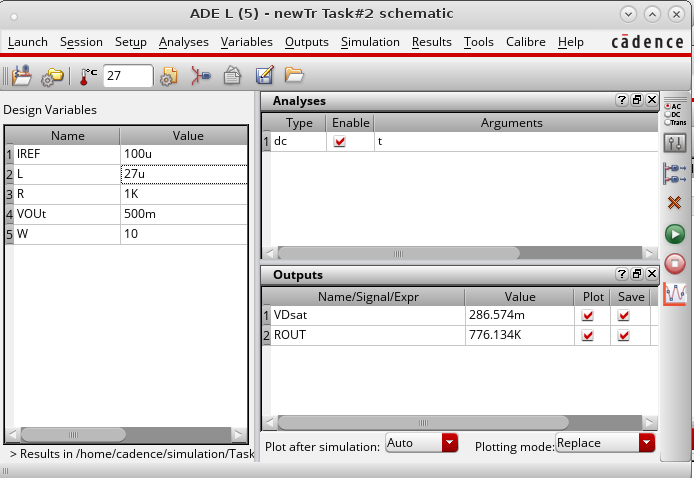 ADE L (5) - newTr Task#2 schematic
Launch Session Setup Analyses Variables Outputs Simulation Results Tools Calibre Help cādence
°C 27
Design Variables
Name Value
1 IREF 100u
2 L 27u
3 R 1K
4 VOUt 500m
5 W 10
> Results in /home/cadence/simulation/Task
Analyses
Type Enable Arguments
1 dc t
Outputs
Name/Signal/Expr Value Plot Save
1 VDsat 286.574m
2 ROUT 776.134K
Plot after simulation: Auto Plotting mode: Replace
AC
DC
Trans